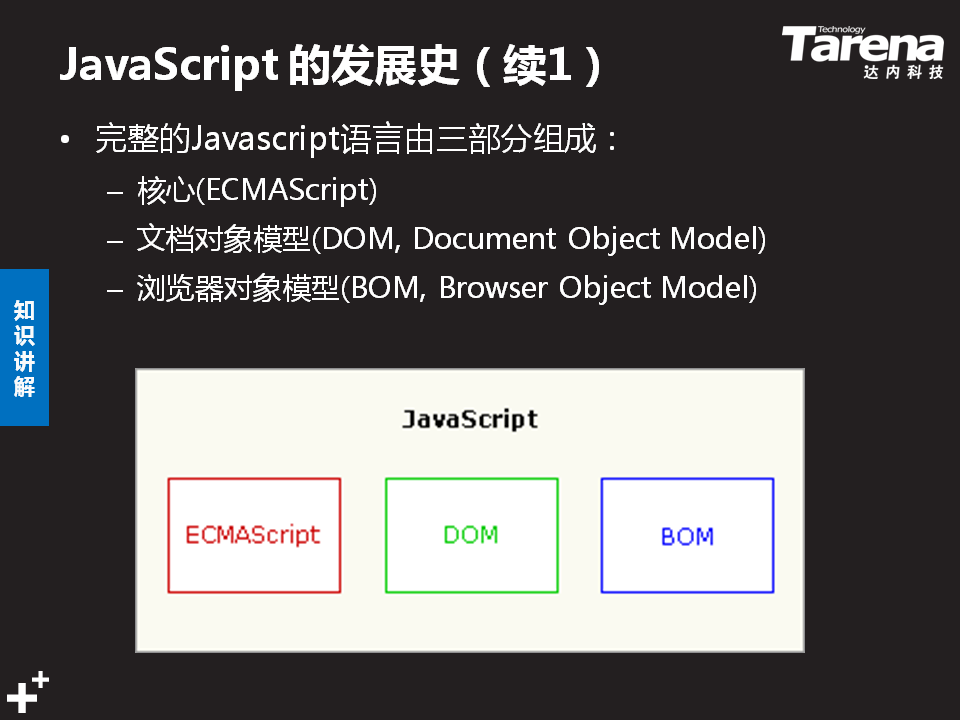 JavaScript 的发展史（续1）
Technology
Tarena
达内科技
• 完整的Javascript语言由三部分组成：
– 核心(ECMAScript)
– 文档对象模型(DOM, Document Object Model)
– 浏览器对象模型(BOM, Browser Object Model)
知识讲解
JavaScript
ECMAScript
DOM
BOM